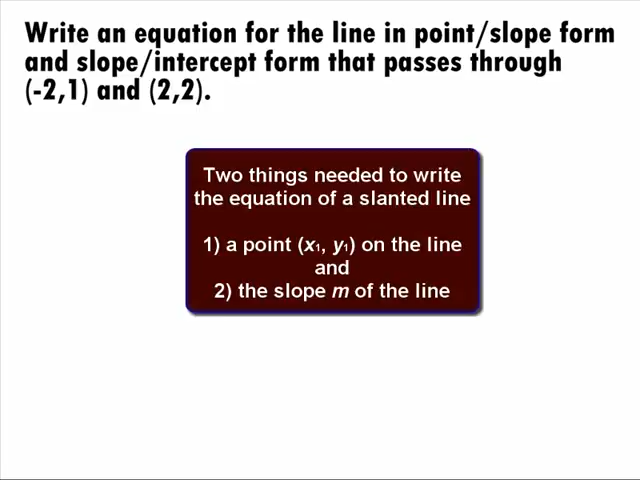 Write an equation for the line in point/slope form
and slope/intercept form that passes through
(-2,1) and (2,2).
Two things needed to write
the equation of a slanted line
1) a point (x₁, y₁) on the line
and
2) the slope m of the line